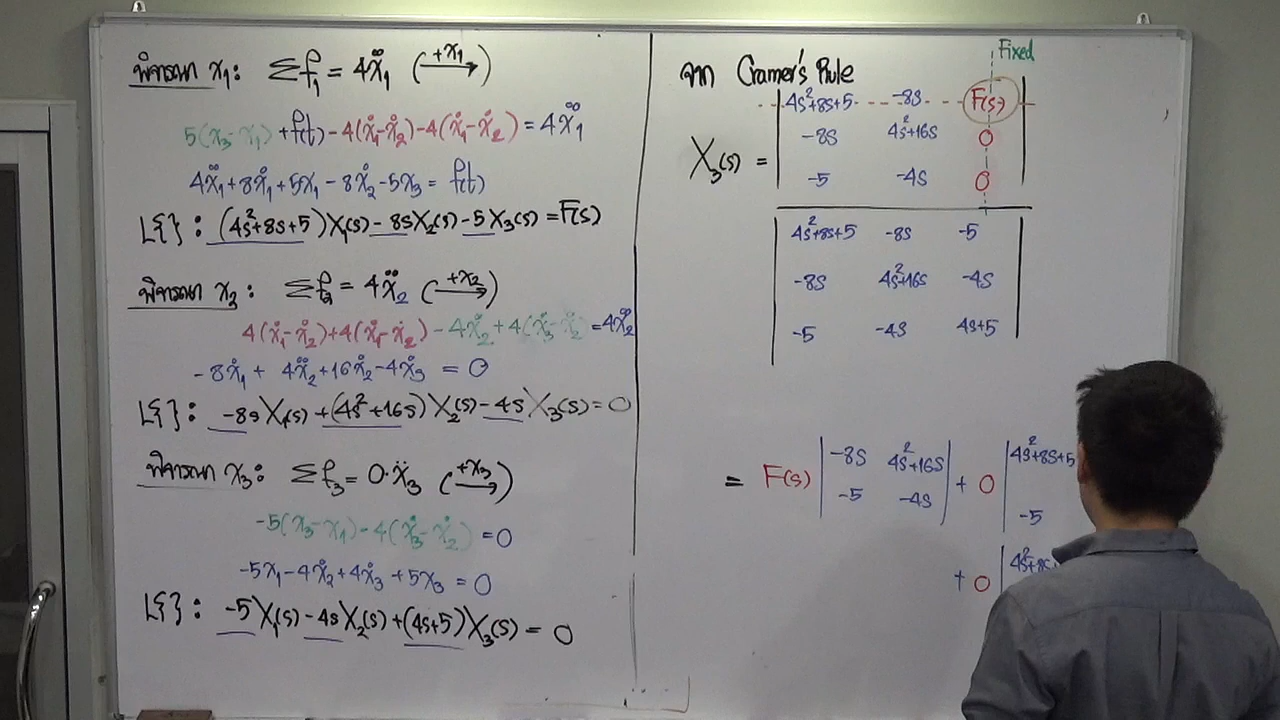 พิจารณา x₁: Σf₁ = 4ẍ₁ (+x₁ →)
5(x₃-x₁)+f(t)-4(ẋ₁-ẋ₂)-4(ẋ₁-ẋ₂) = 4ẍ₁
4ẍ₁+8ẋ₁+5x₁-8ẋ₂-5x₃ = f(t)
L{ }: (4s²+8s+5)X₁(s)-8sX₂(s)-5X₃(s) = F(s)
พิจารณา x₂: Σf₂ = 4ẍ₂ (+x₂ →)
4(ẋ₁-ẋ₂)+4(ẋ₁-ẋ₂)-4ẋ₂+4(ẋ₃-ẋ₂) = 4ẍ₂
-8ẋ₁+ 4ẍ₂+16ẋ₂-4ẋ₃ = 0
L{ }: -8sX₁(s)+(4s²+16s)X₂(s)-4sX₃(s) = 0
พิจารณา x₃: Σf₃ = 0·ẍ₃ (+x₃ →)
-5(x₃-x₁)-4(ẋ₃-ẋ₂) = 0
-5x₁-4ẋ₂+4ẋ₃+5x₃ = 0
L{ }: -5X₁(s)-4sX₂(s)+(4s+5)X₃(s) = 0
Fixed
จาก Cramer's Rule
4s²+8s+5 -8s F(s)
-8s 4s²+16s 0
X₃(s) =
-5 -4s 0
4s²+8s+5 -8s -5
-8s 4s²+16s -4s
-5 -4s 4s+5
= F(s) | -8s 4s²+16s | + 0 | 4s²+8s+5
-5 -4s -5
+ 0 | 4s²+8s